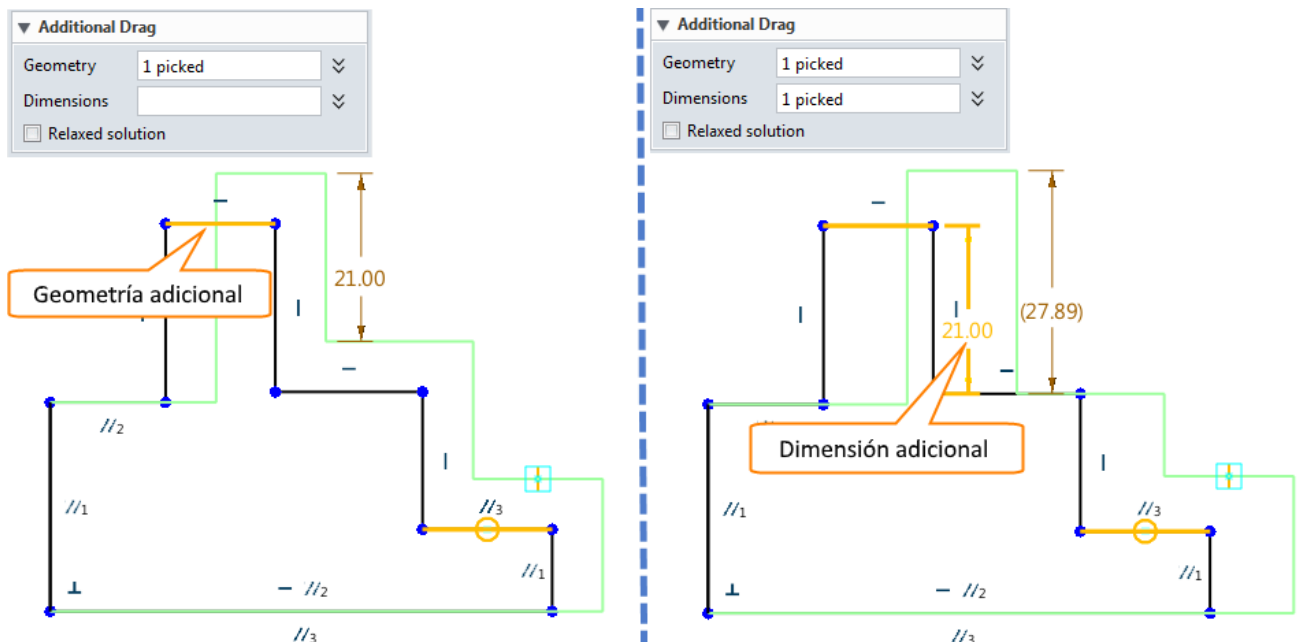 Additional Drag
Geometry 1 picked
Dimensions
Relaxed solution
21.00
Geometría adicional
//2
//1
//3
//1
//2
//3
Additional Drag
Geometry 1 picked
Dimensions 1 picked
Relaxed solution
(27.89)
21.00
Dimensión adicional
//1
//3
//1
//2
//3